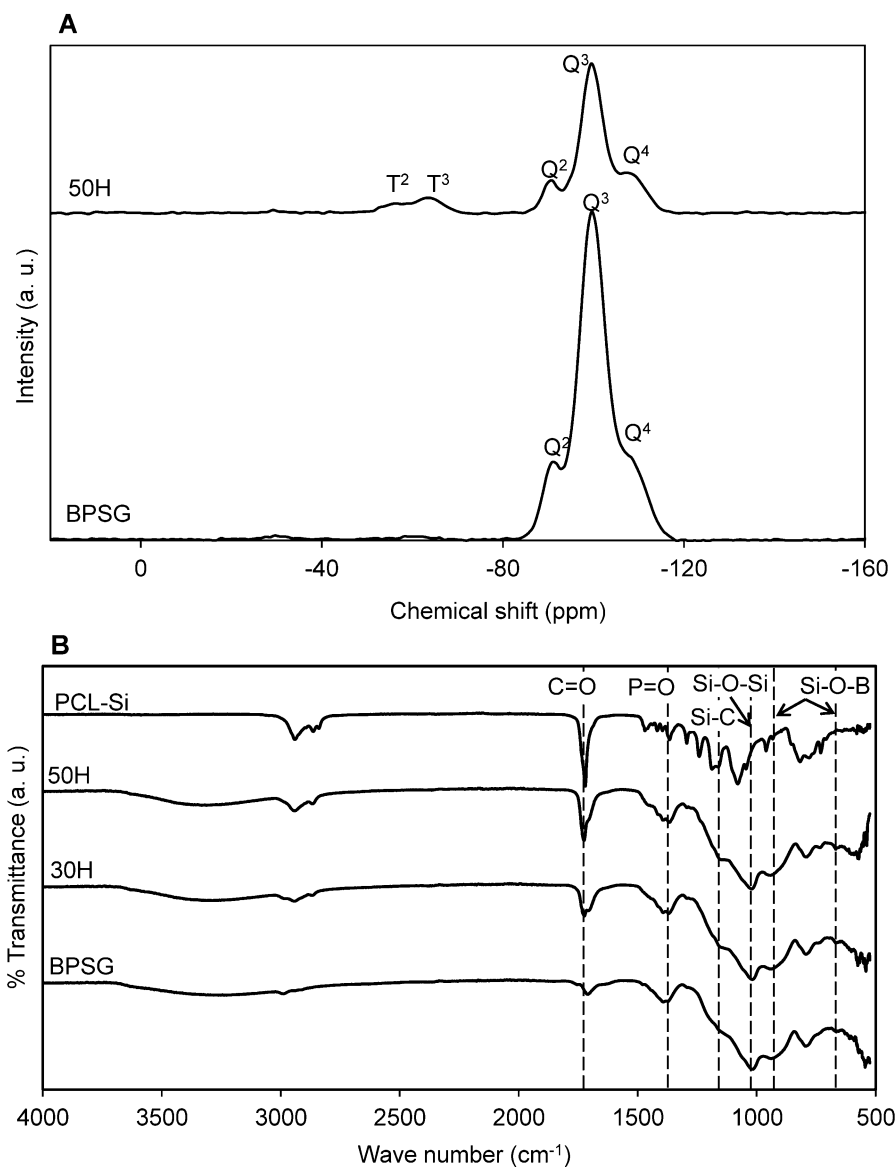 A
Q³
Q²
Q⁴
T²
T³
50H
Q³
Q²
Q⁴
BPSG
Intensity (a. u.)
0
-40
-80
-120
-160
Chemical shift (ppm)
B
C=O
P=O
Si-O-Si
Si-O-B
Si-C
PCL-Si
50H
30H
BPSG
% Transmittance (a. u.)
4000
3500
3000
2500
2000
1500
1000
500
Wave number (cm⁻¹)